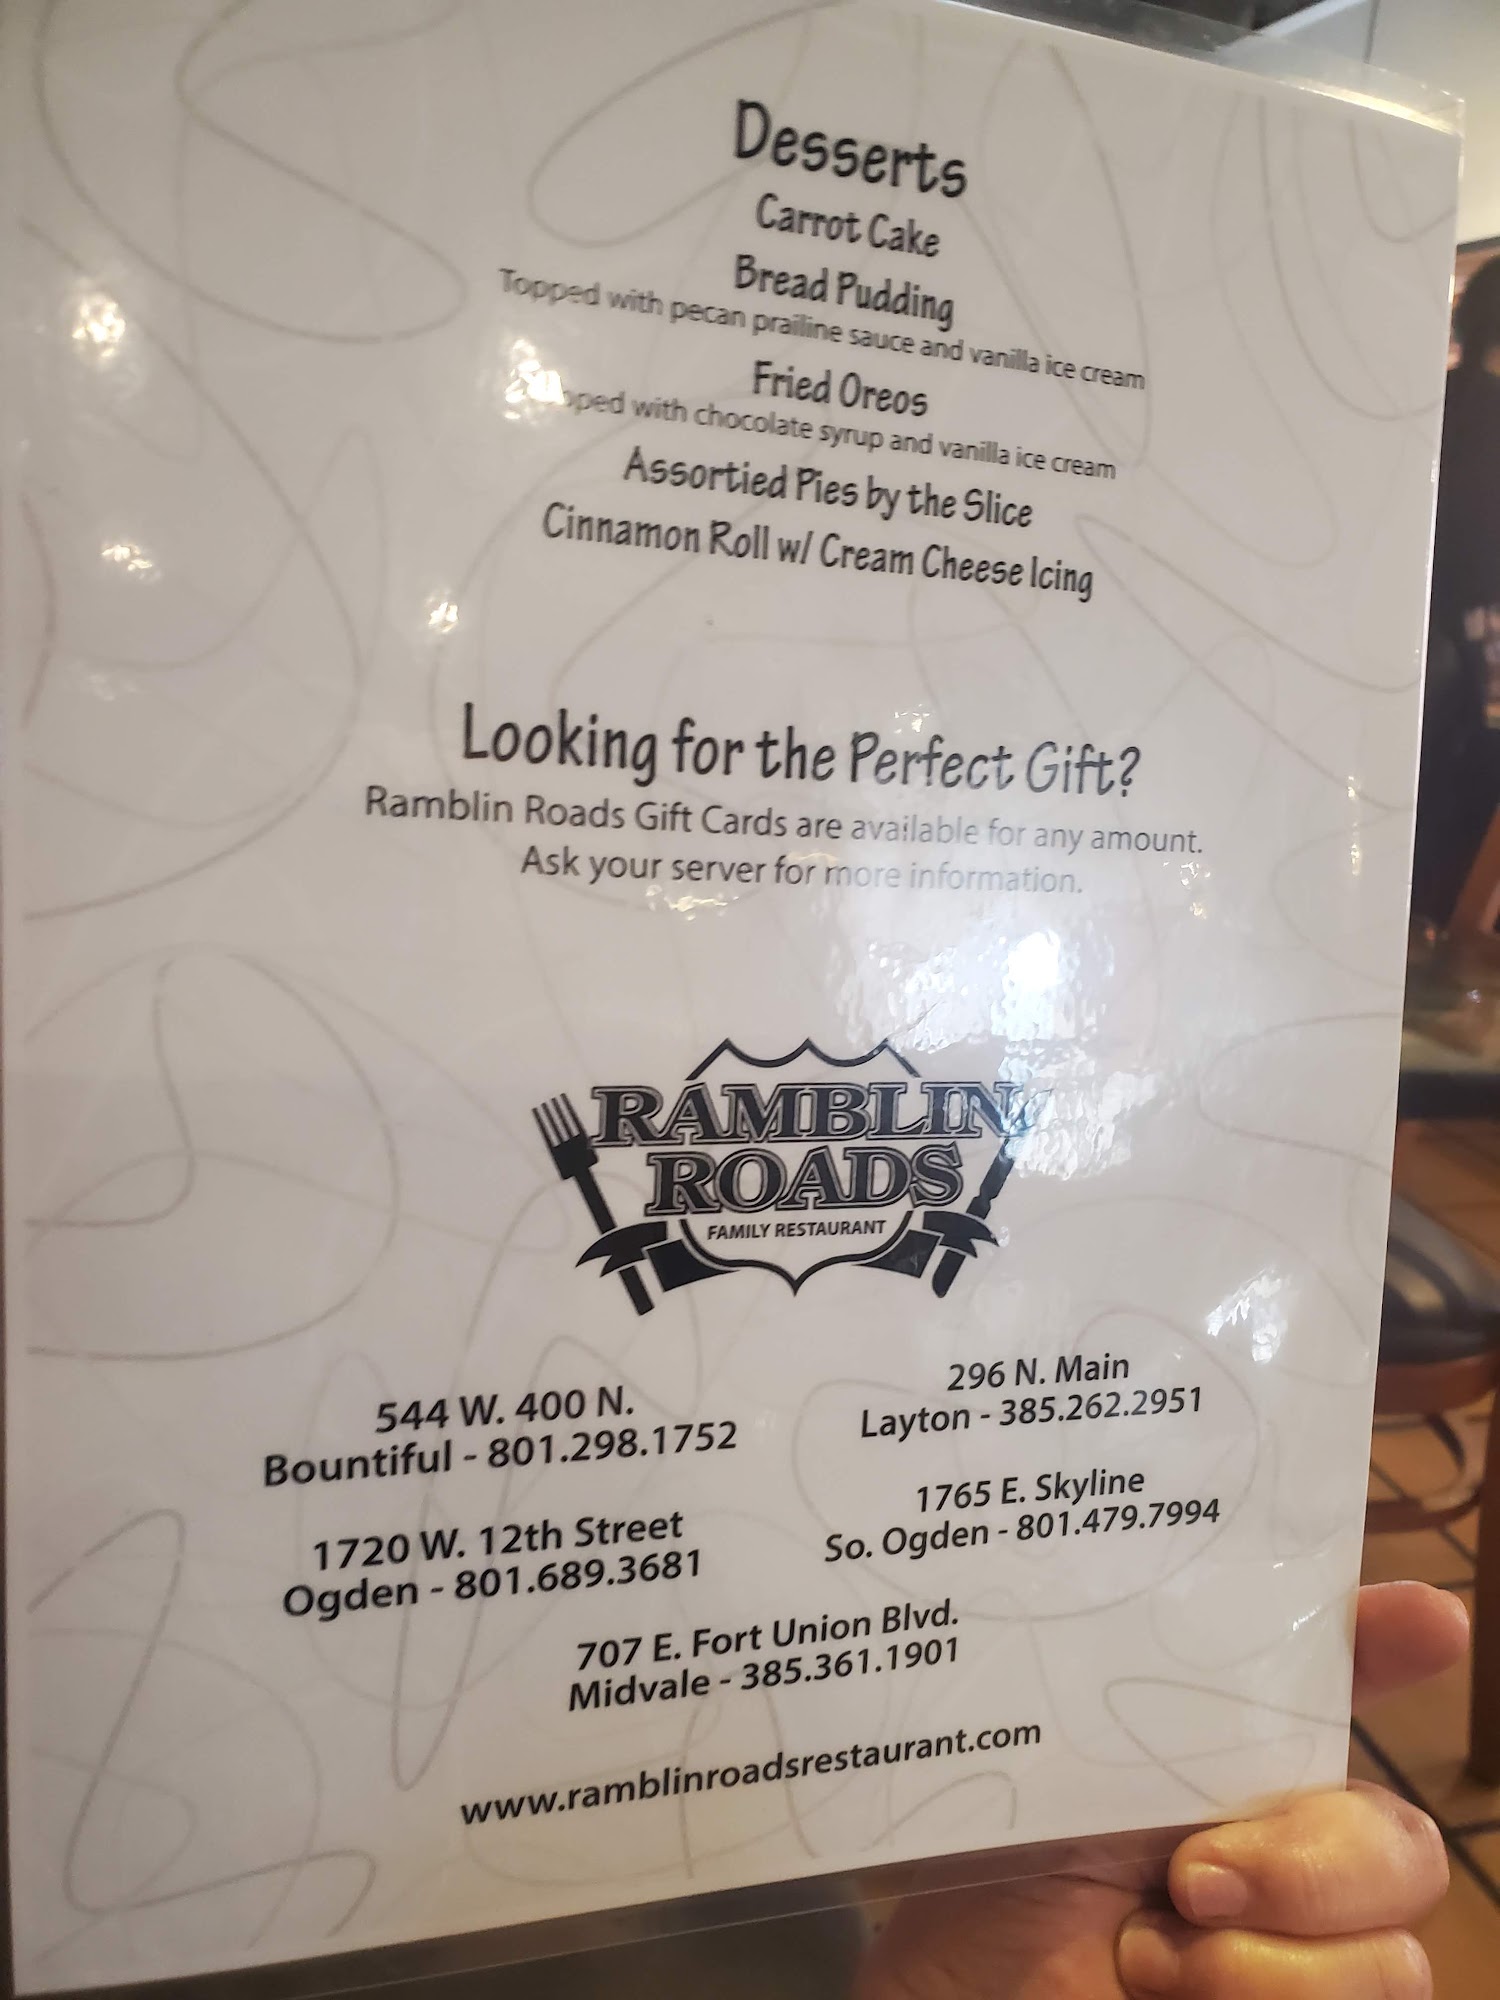 Desserts
Carrot Cake
Bread Pudding
Topped with pecan prailine sauce and vanilla ice cream
Fried Oreos
with chocolate syrup and vanilla ice cream
Assortied Pies by the Slice
Cinnamon Roll w/ Cream Cheese Icing
Looking for the Perfect Gift?
Ramblin Roads Gift Cards are available for any amount.
Ask your server for more information.
RAMBLIN
ROADS
FAMILY RESTAURANT
544 W. 400 N.
Bountiful - 801.298.1752
296 N. Main
Layton - 385.262.2951
1720 W. 12th Street
Ogden - 801.689.3681
1765 E. Skyline
So. Ogden - 801.479.7994
707 E. Fort Union Blvd.
Midvale - 385.361.1901
www.ramblinroadsrestaurant.com